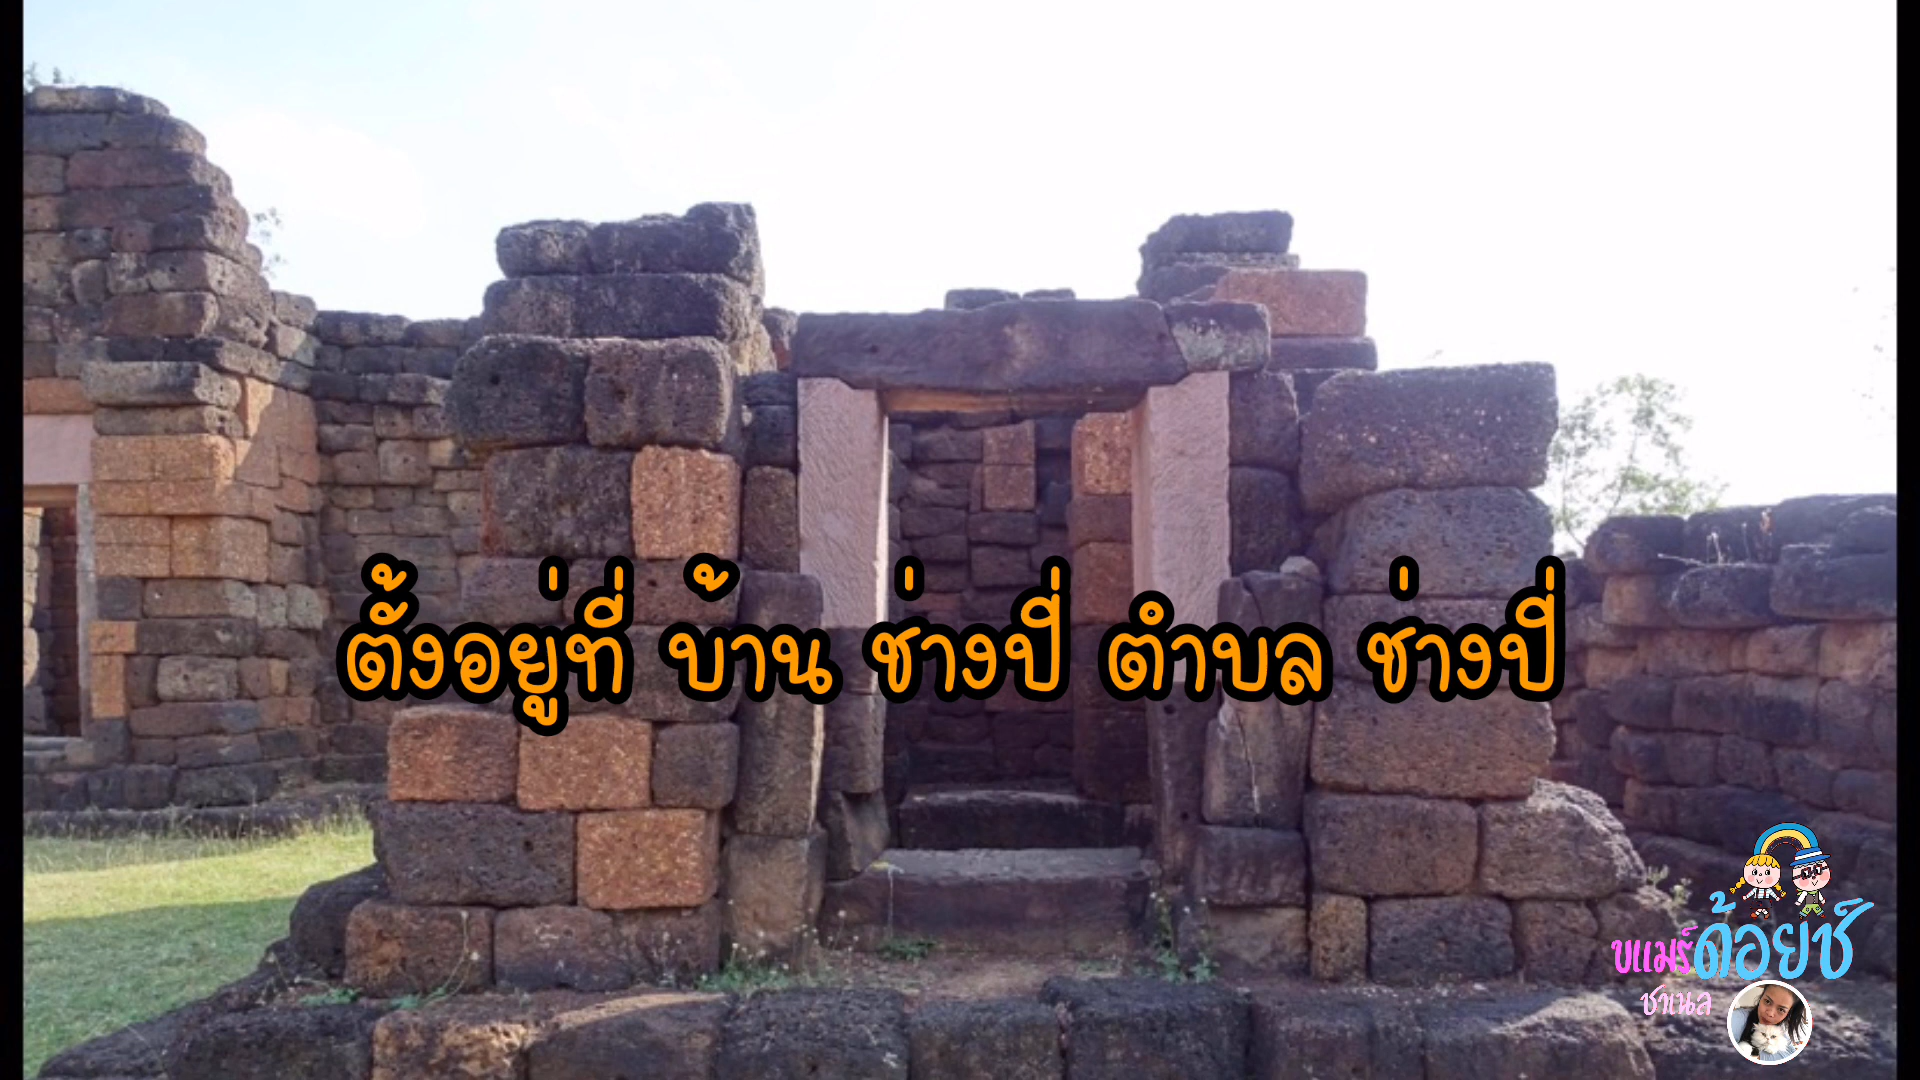 ตั้งอยู่ที่ บ้าน ช่างปี่ ตำบล ช่างปี่
ขแมร์ด้อยช์
ชาแนล